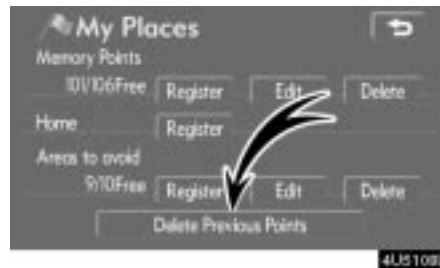 My Places
Memory Points
101/106Free Register Edit Delete
Home Register
Areas to avoid
9/10Free Register Edit Delete
Delete Previous Points